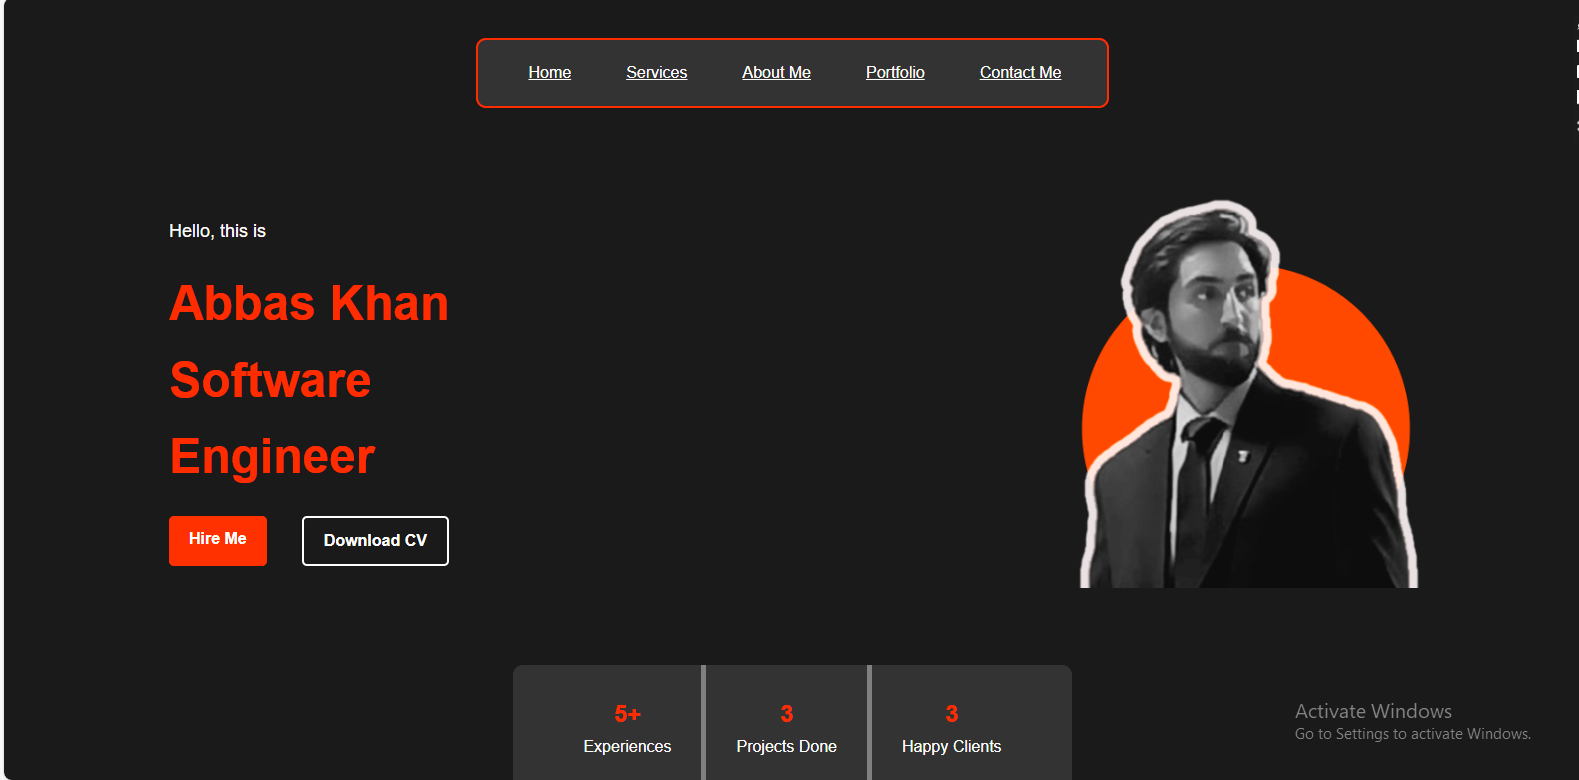 Home Services About Me Portfolio Contact Me
Hello, this is
Abbas Khan
Software
Engineer
Hire Me Download CV
5+ 3 3
Experiences Projects Done Happy Clients
Activate Windows
Go to Settings to activate Windows.